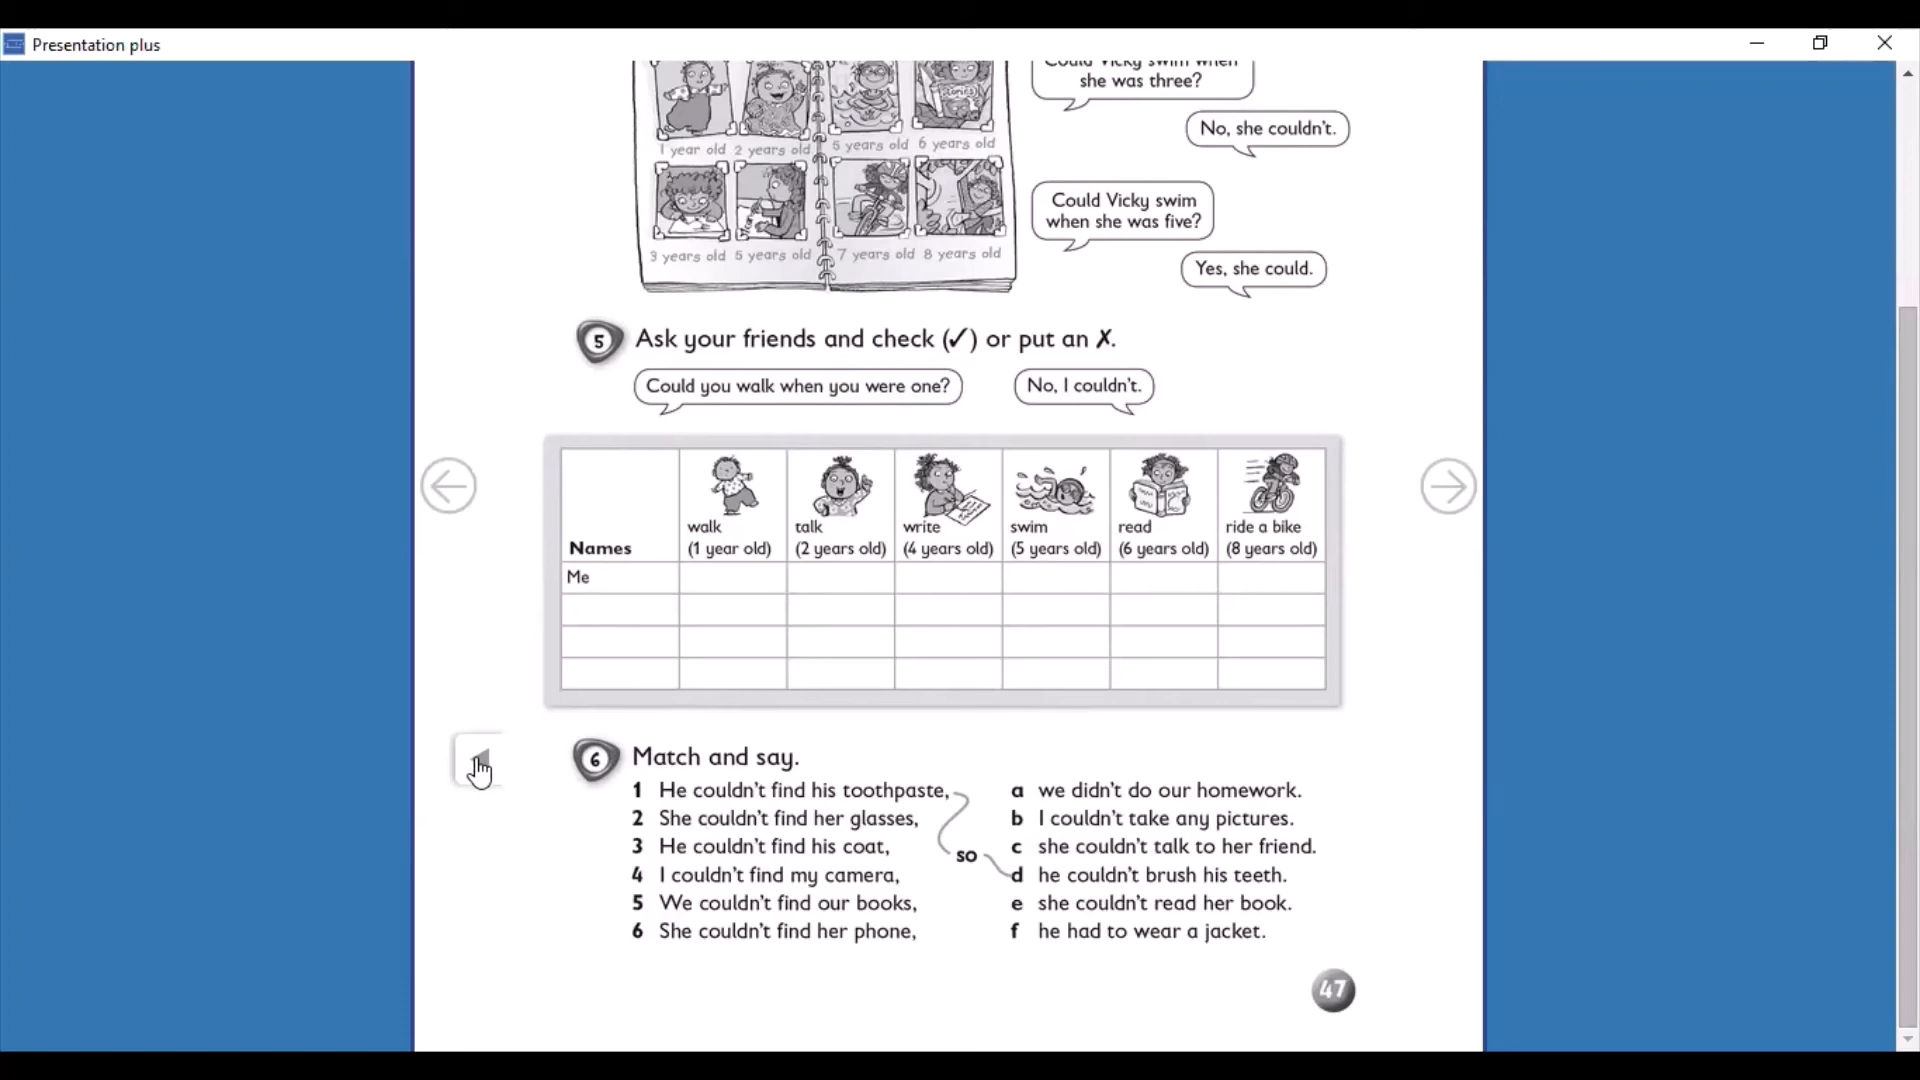 Presentation plus
Could Vicky swim when
she was three?
No, she couldn't.
Stories
1 year old 2 years old 5 years old 6 years old
Could Vicky swim
when she was five?
Yes, she could.
3 years old 5 years old 7 years old 8 years old
5 Ask your friends and check (✓) or put an ✗.
Could you walk when you were one? No, I couldn't.
walk talk write swim read ride a bike
Names (1 year old) (2 years old) (4 years old) (5 years old) (6 years old) (8 years old)
Me
6 Match and say.
1 He couldn't find his toothpaste,
2 She couldn't find her glasses,
3 He couldn't find his coat,
4 I couldn't find my camera,
5 We couldn't find our books,
6 She couldn't find her phone,
so
a we didn't do our homework.
b I couldn't take any pictures.
c she couldn't talk to her friend.
d he couldn't brush his teeth.
e she couldn't read her book.
f he had to wear a jacket.
47